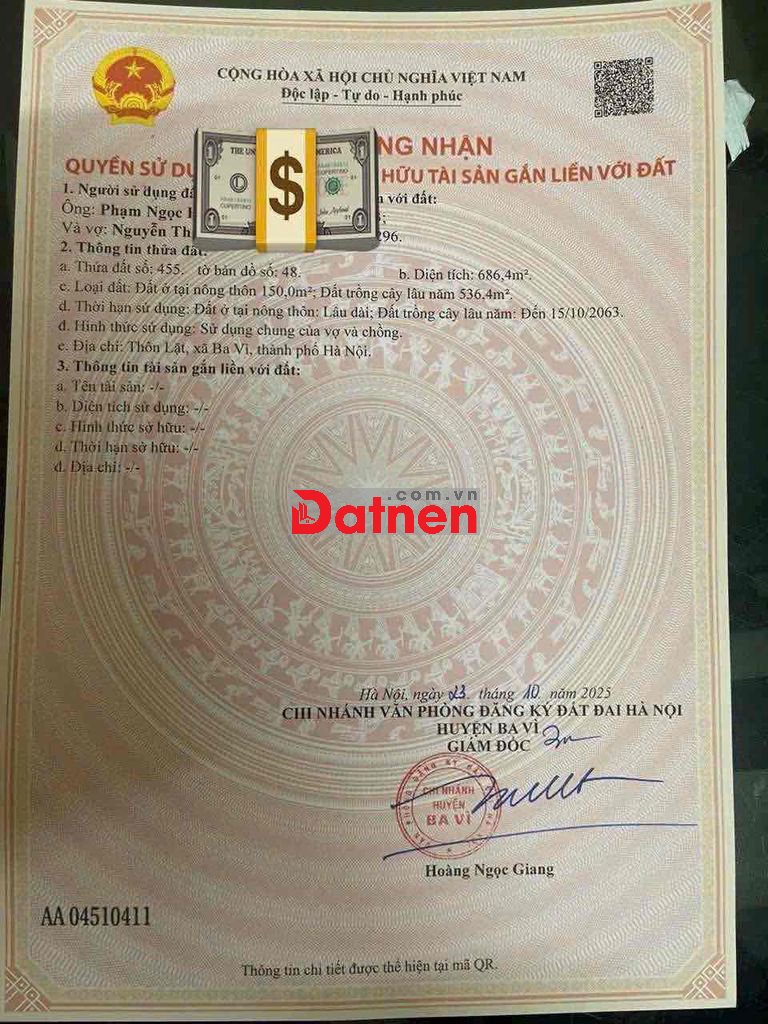 CỘNG HÒA XÃ HỘI CHỦ NGHĨA VIỆT NAM
Độc lập - Tự do - Hạnh phúc
NG NHẬN
QUYỀN SỬ DỤ HỮU TÀI SẢN GẮN LIỀN VỚI ĐẤT
1. Người sử dụng đấ n với đất:
Ông: Phạm Ngọc
Và vợ: Nguyễn Th 296.
2. Thông tin thửa đất:
a. Thửa đất số: 455. tờ bản đồ số: 48. b. Diện tích: 686,4m².
c. Loại đất: Đất ở tại nông thôn 150,0m²; Đất trồng cây lâu năm 536.4m².
d. Thời hạn sử dụng: Đất ở tại nông thôn: Lâu dài; Đất trồng cây lâu năm: Đến 15/10/2063.
đ. Hình thức sử dụng: Sử dụng chung của vợ và chồng.
e. Địa chỉ: Thôn Lặt, xã Ba Vì, thành phố Hà Nội.
3. Thông tin tài sản gắn liền với đất:
a. Tên tài sản: -/-
b. Diện tích sử dụng: -/-
c. Hình thức sở hữu: -/-
d. Thời hạn sở hữu: -/-
đ. Địa chỉ: -/-
.com.vn
Datnen
Hà Nội, ngày 23 tháng 10 năm 2025
CHI NHÁNH VĂN PHÒNG ĐĂNG KÝ ĐẤT ĐAI HÀ NỘI
HUYỆN BA VÌ
GIÁM ĐỐC
CHI NHÁNH
HUYỆN
BA VÌ
Hoàng Ngọc Giang
AA 04510411
Thông tin chi tiết được thể hiện tại mã QR.